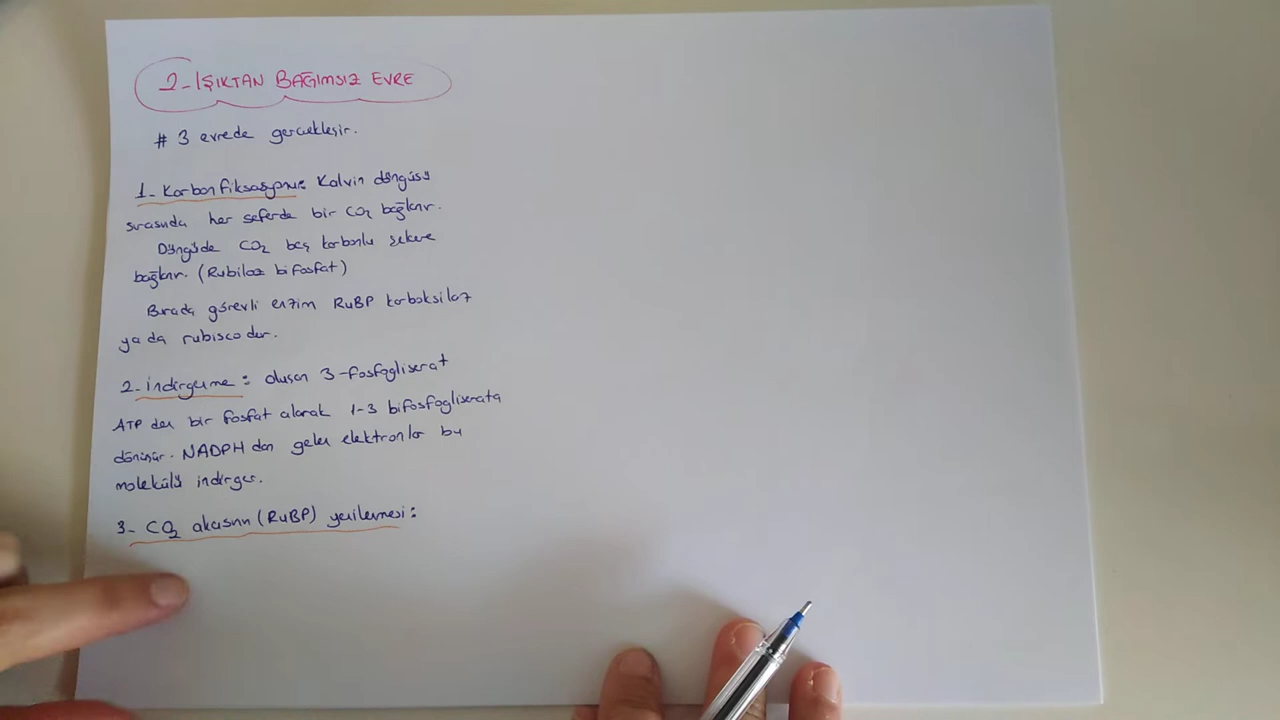 2-IŞIKTAN BAĞIMSIZ EVRE
# 3 evrede gerçekleşir.
1- Karbon Fiksasyonu: Kalvin döngüsü
sırasında her seferde bir CO2 bağlanır.
Döngüde CO2 beş karbonlu şekere
bağlanır. (Rubiloz bifosfat)
Burada görevli enzim RuBP karboksilaz
ya da rubiscodur.
2- İndirgeme: oluşan 3-fosfogliserat
ATP den bir fosfat alarak 1-3 bifosfogliserata
dönüşür. NADPH dan gelen elektronlar bu
molekülü indirger.
3- CO2 alıcısının (RuBP) yenilenmesi: